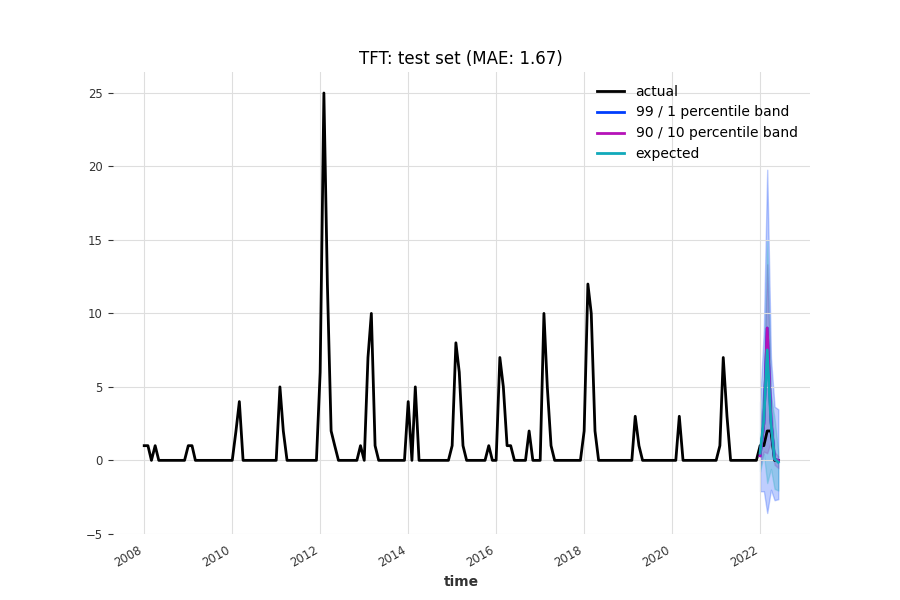 TFT: test set (MAE: 1.67)
actual
99 / 1 percentile band
90 / 10 percentile band
expected
25
20
15
10
5
0
−5
2008
2010
2012
2014
2016
2018
2020
2022
time